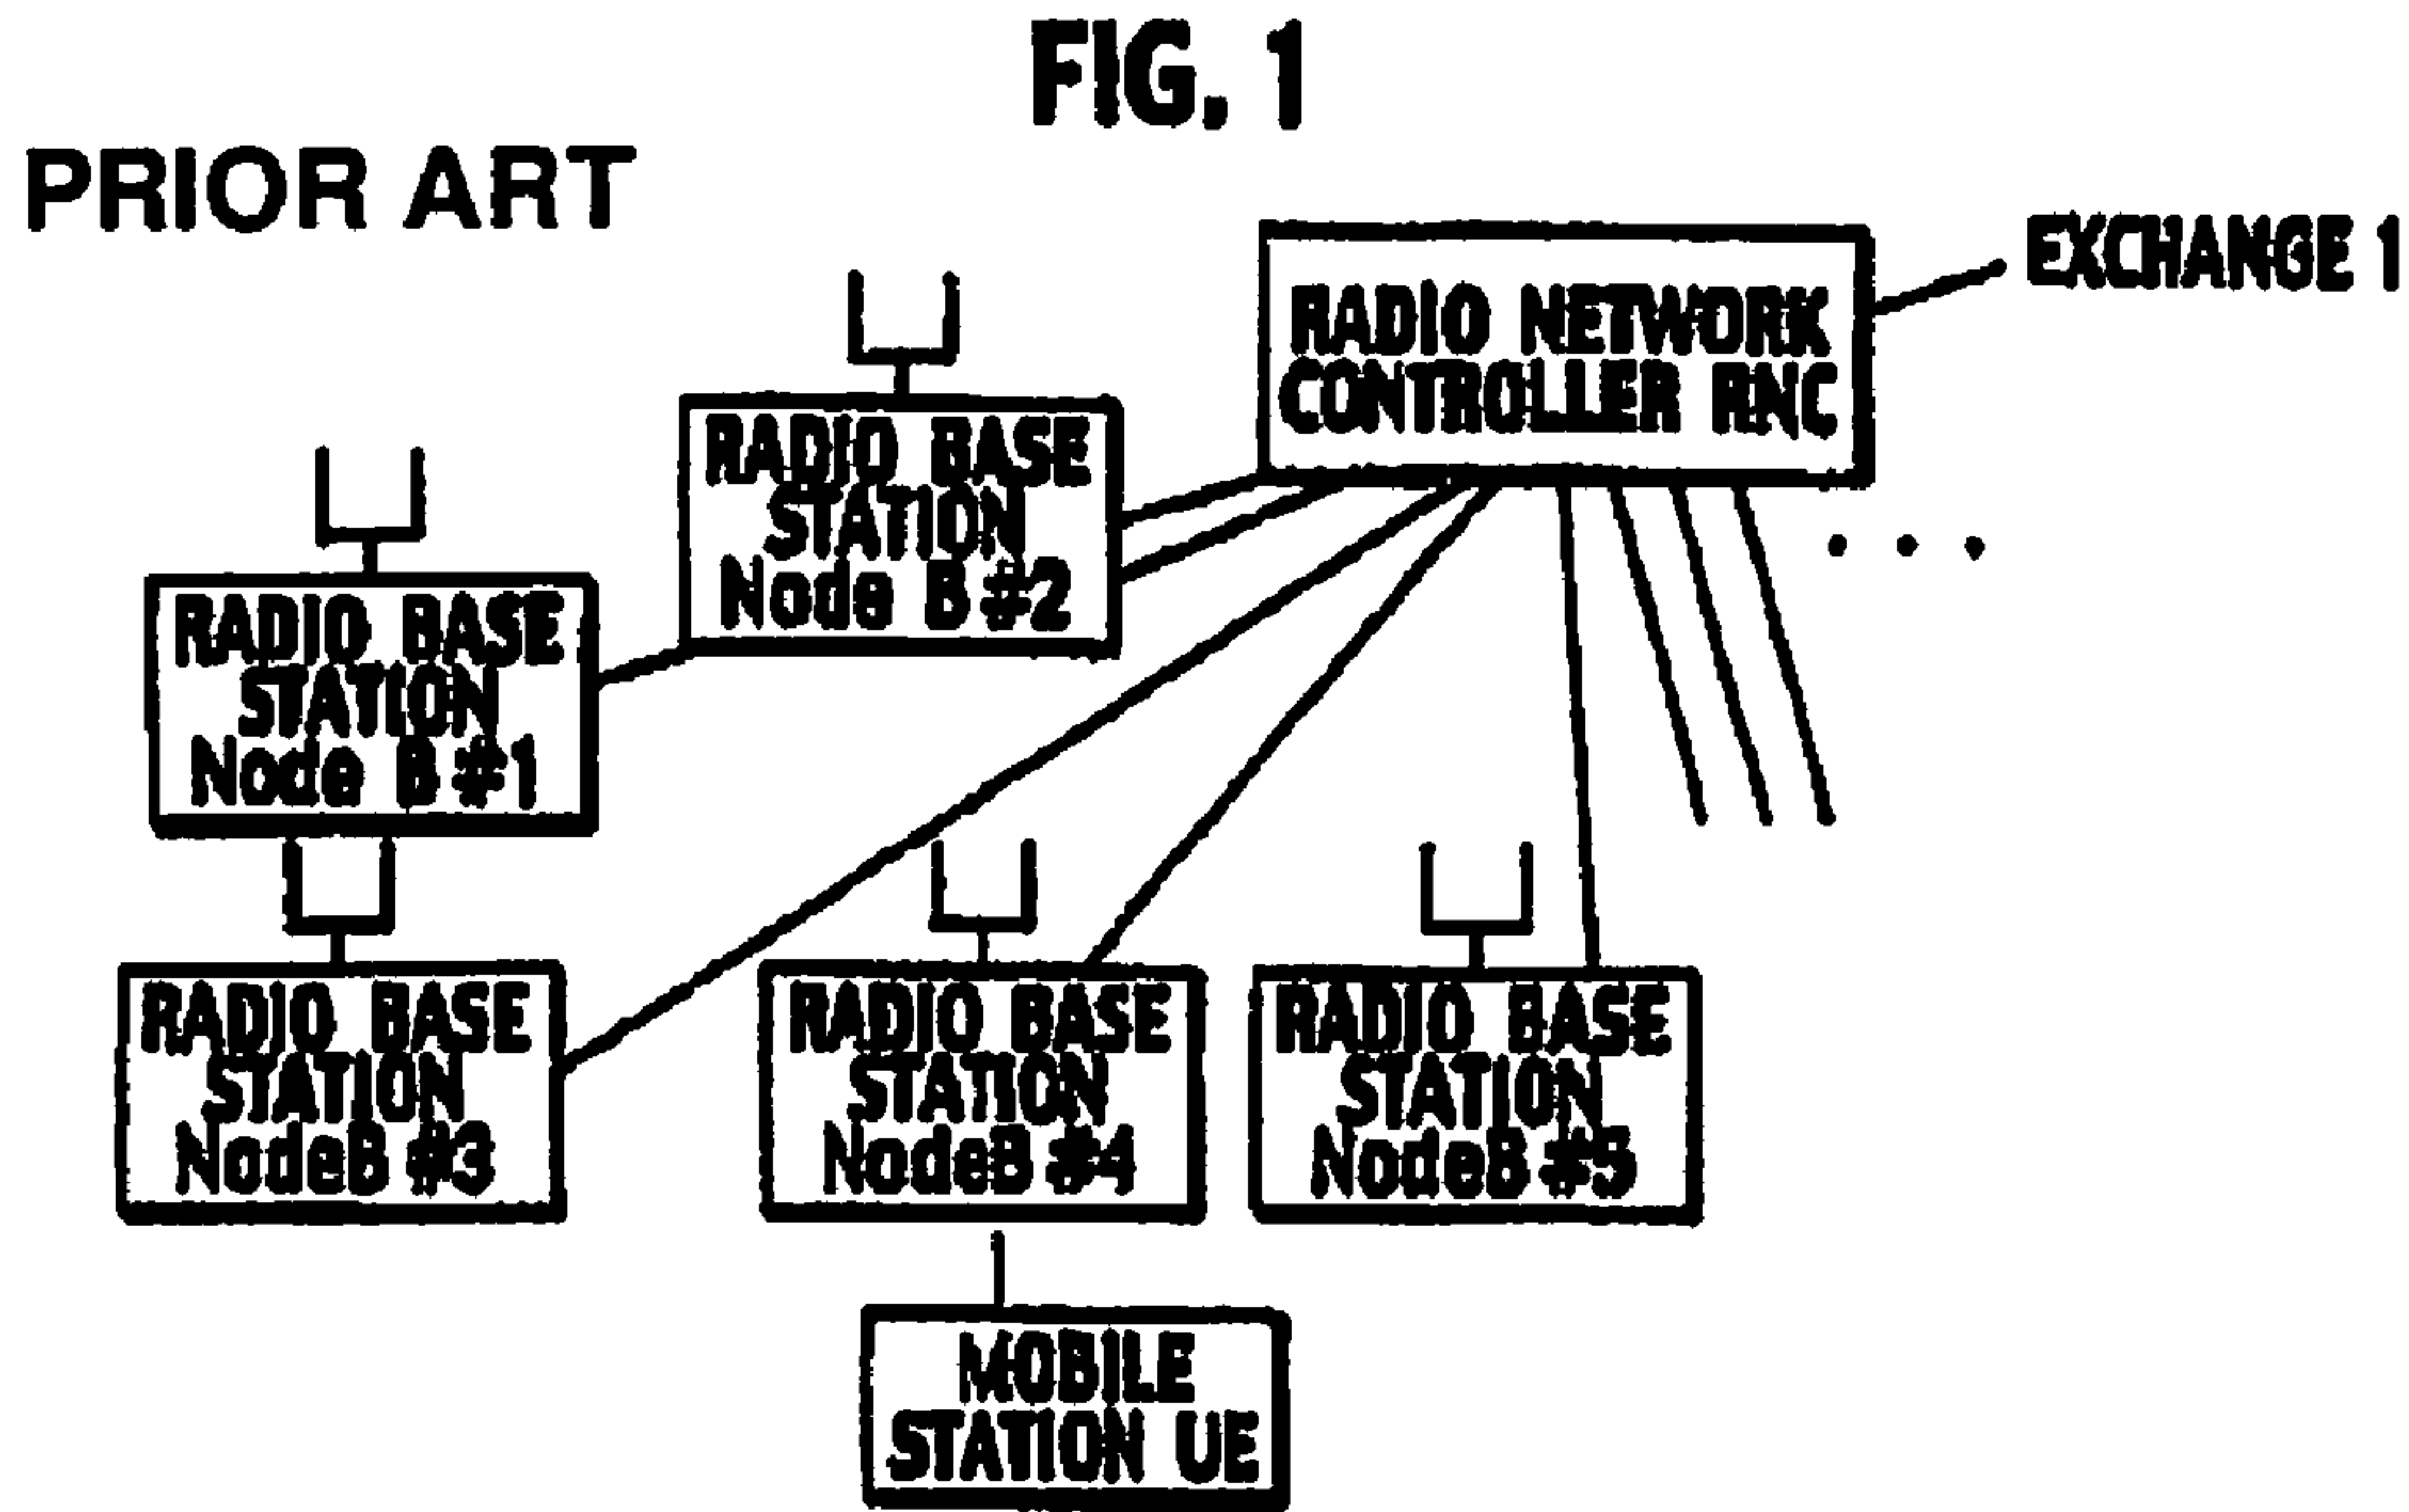 FIG. 1
PRIOR ART
EXCHANGE 1
RADIO NETWORK
CONTROLLER RNC
RADIO BASE
STATION
Node B #2
RADIO BASE
STATION
Node B #1
RADIO BASE
STATION
NodeB #3
RADIO BASE
STATION
NodeB #4
RADIO BASE
STATION
NodeB #5
MOBILE
STATION UE